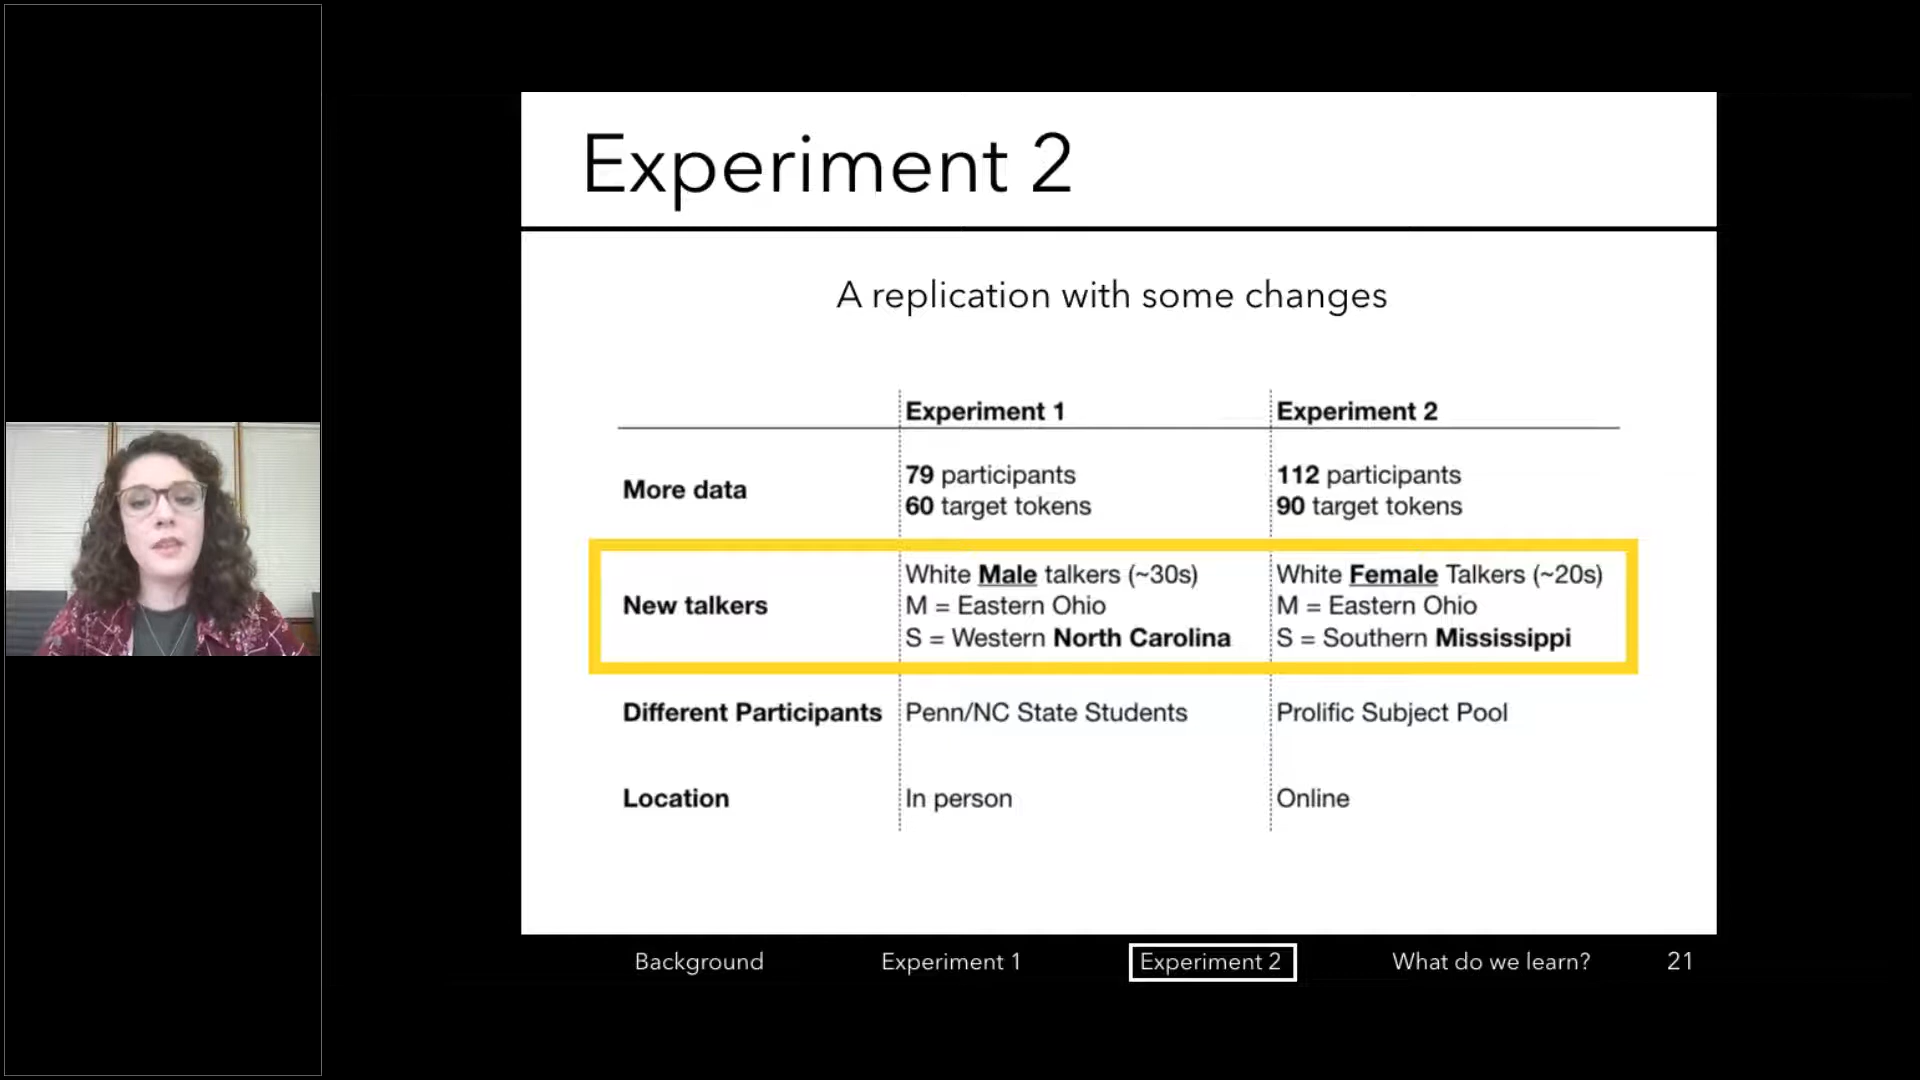 Experiment 2
A replication with some changes
Experiment 1
Experiment 2
More data
79 participants
60 target tokens
112 participants
90 target tokens
New talkers
White Male talkers (~30s)
M = Eastern Ohio
S = Western North Carolina
White Female Talkers (~20s)
M = Eastern Ohio
S = Southern Mississippi
Different Participants
Penn/NC State Students
Prolific Subject Pool
Location
In person
Online
Background
Experiment 1
Experiment 2
What do we learn?
21